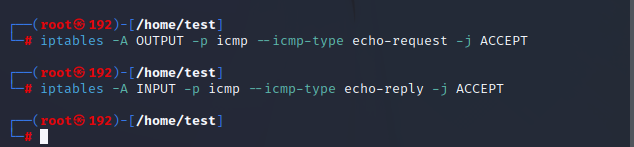 ┌──(root㉿192)-[/home/test]
└─# iptables -A OUTPUT -p icmp --icmp-type echo-request -j ACCEPT
┌──(root㉿192)-[/home/test]
└─# iptables -A INPUT -p icmp --icmp-type echo-reply -j ACCEPT
┌──(root㉿192)-[/home/test]
└─#